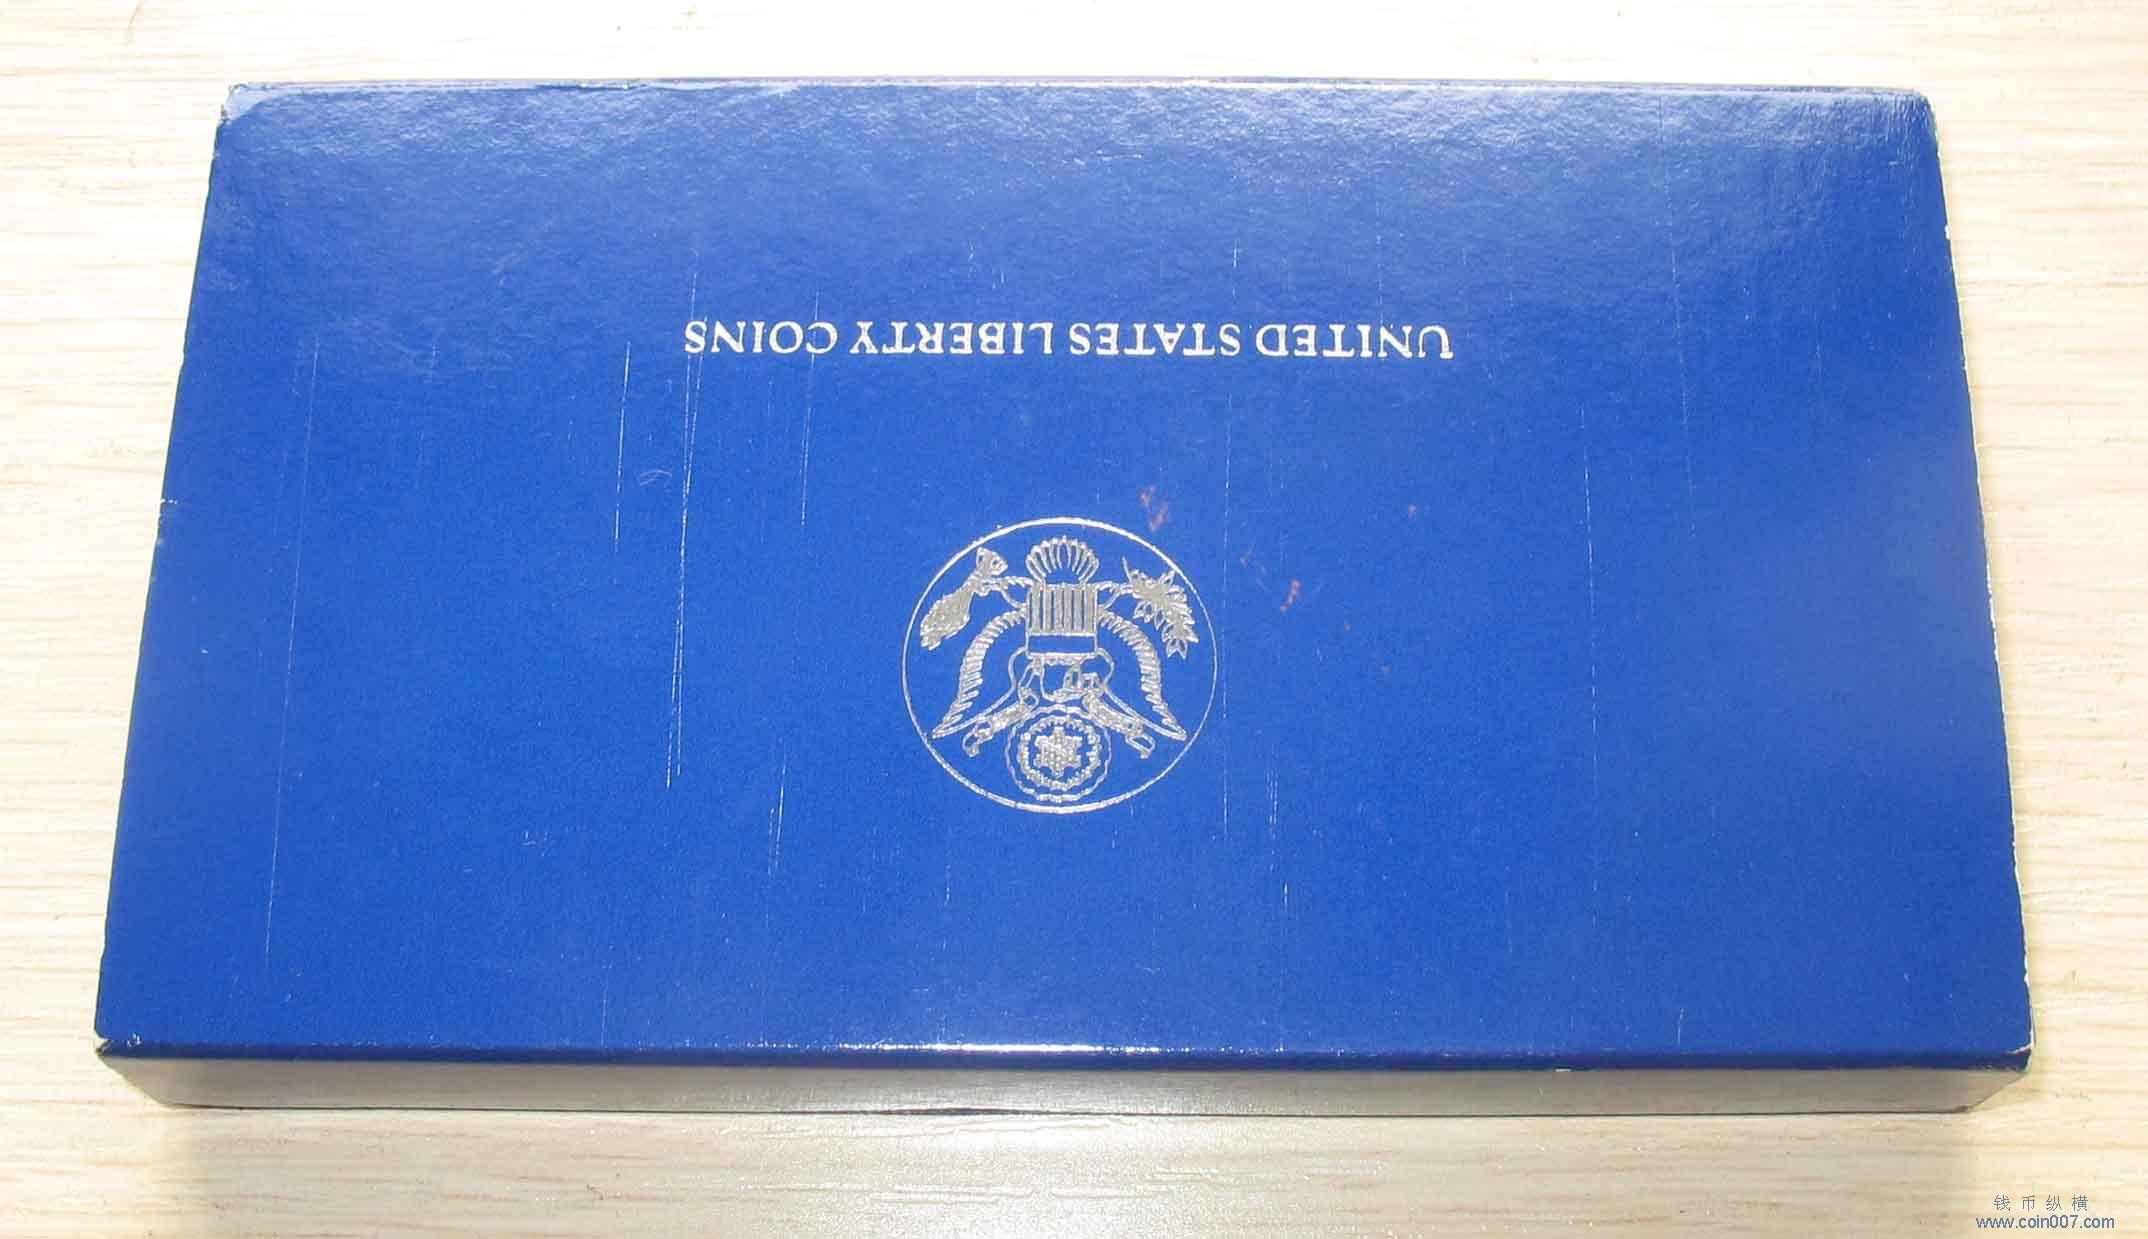 UNITED STATES LIBERTY COINS
钱币纵横
www.coin007.com